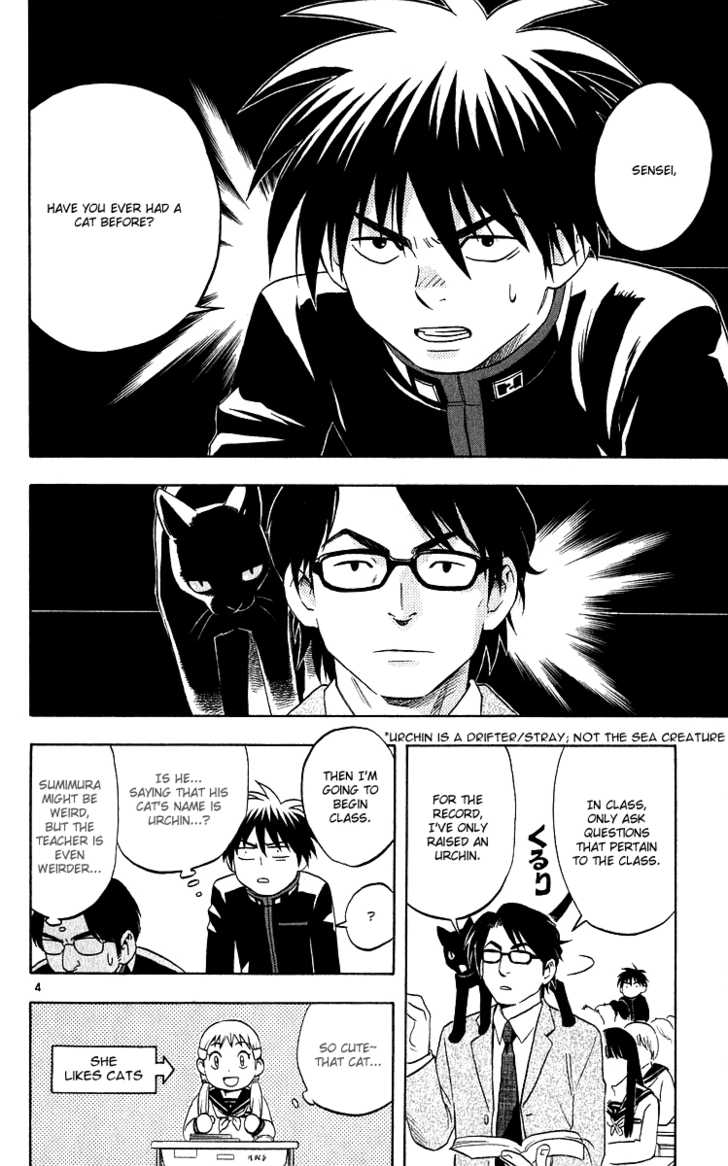 SENSEI,
HAVE YOU EVER HAD A
CAT BEFORE?
*URCHIN IS A DRIFTER/STRAY; NOT THE SEA CREATURE
IN CLASS,
ONLY ASK
QUESTIONS
THAT PERTAIN
TO THE CLASS.
くるり
FOR THE
RECORD,
I'VE ONLY
RAISED AN
URCHIN.
THEN I'M
GOING TO
BEGIN
CLASS.
?
IS HE...
SAYING THAT HIS
CAT'S NAME IS
URCHIN...?
SUMIMURA
MIGHT BE
WEIRD,
BUT THE
TEACHER IS
EVEN
WEIRDER...
4
SO CUTE~
THAT CAT...
SHE
LIKES CATS